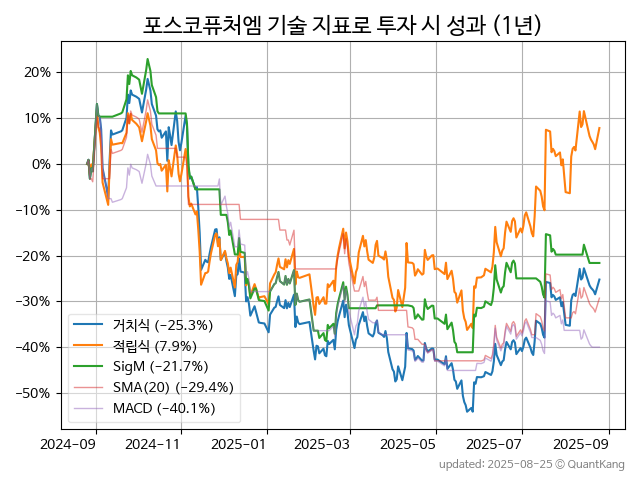 포스코퓨처엠 기술 지표로 투자 시 성과 (1년)
20%
10%
0%
−10%
−20%
−30%
−40%
−50%
거치식 (−25.3%)
적립식 (7.9%)
SigM (−21.7%)
SMA(20) (−29.4%)
MACD (−40.1%)
2024-09
2024-11
2025-01
2025-03
2025-05
2025-07
2025-09
updated: 2025-08-25 © QuantKang